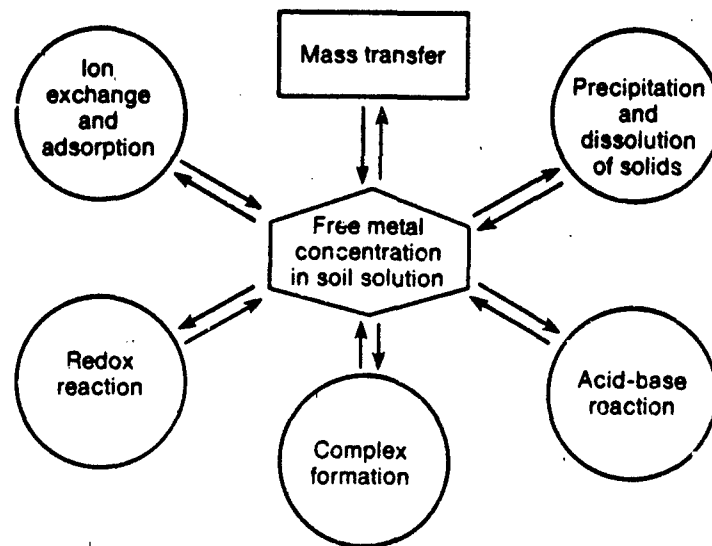 Mass transfer
Ion
exchange
and
adsorption
Precipitation
and
dissolution
of solids
Free metal
concentration
in soil solution
Redox
reaction
Complex
formation
Acid-base
roaction